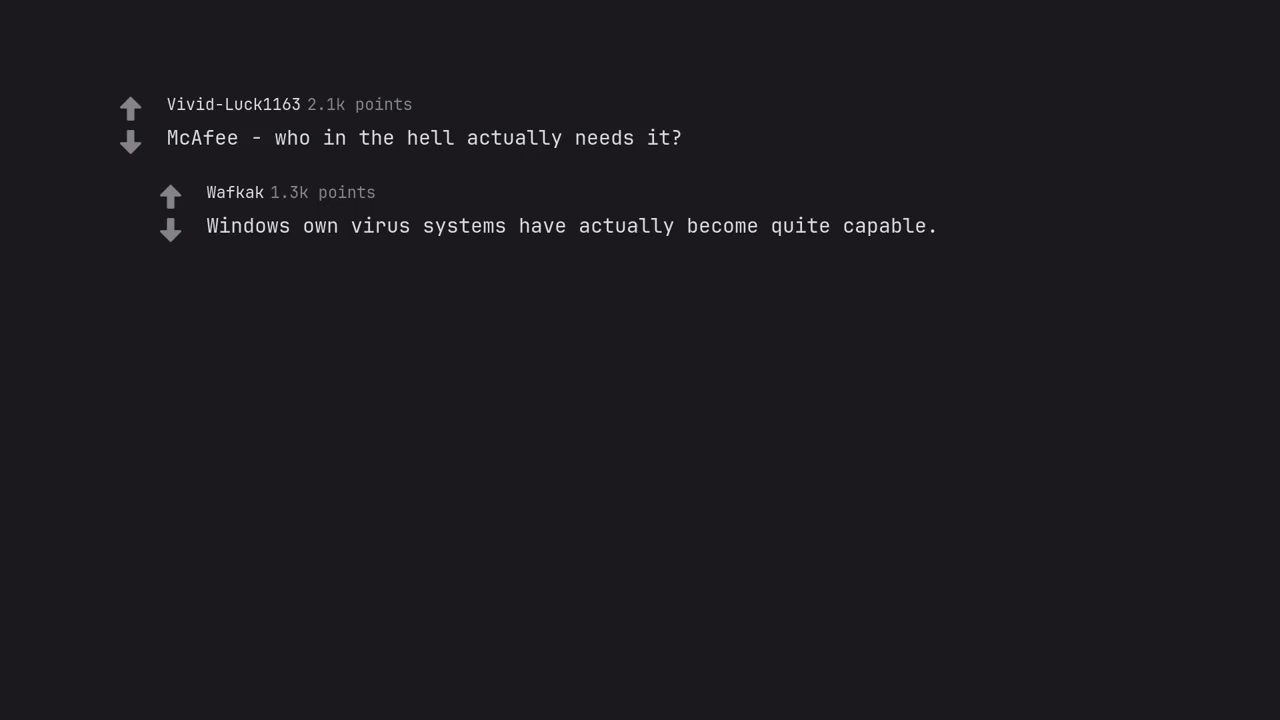 Vivid-Luck1163 2.1k points
McAfee - who in the hell actually needs it?
Wafkak 1.3k points
Windows own virus systems have actually become quite capable.